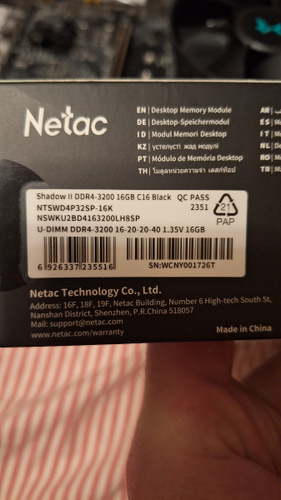 Netac
EN | Desktop Memory Module
DE | Desktop-Speichermodul
ID | Modul Memori Desktop
KZ | үстелүсті жад модулі
PT | Módulo de Memória Desktop
TH | โมดูลหน่วยความจำ เดสก์ท็อป
AR
ES
FR
IT
NL
RO
TR
Shadow II DDR4-3200 16GB C16 Black QC PASS
NTSWD4P32SP-16K 2351
NSWKU2BD4163200LH8SP
U-DIMM DDR4-3200 16-20-20-40 1.35V 16GB
21
PAP
6 926337 235516
SN:WCNY001726T
Netac Technology Co., Ltd.
Address: 16F, 18F, 19F, Netac Building, Number 6 High-tech South St,
Nanshan District, Shenzhen, P.R.China 518057
Mail: support@netac.com
www.netac.com/warranty
Made in China